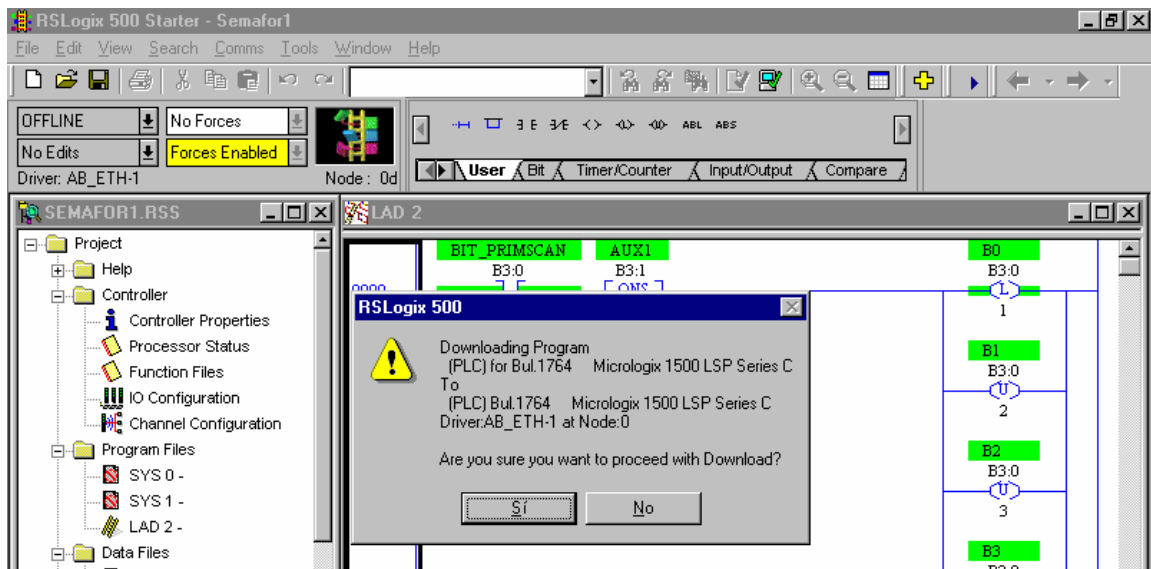 RSLogix 500 Starter - Semafor1
File Edit View Search Comms Tools Window Help
OFFLINE No Forces
No Edits Forces Enabled
Driver: AB_ETH-1 Node: 0d
ABL ABS
User Bit Timer/Counter Input/Output Compare
SEMAFOR1.RSS
Project
Help
Controller
Controller Properties
Processor Status
Function Files
IO Configuration
Channel Configuration
Program Files
SYS 0 -
SYS 1 -
LAD 2 -
Data Files
LAD 2
BIT_PRIMSCAN AUX1 B0
B3:0 B3:1 B3:0
ONS L
1
B1
B3:0
U
2
B2
B3:0
U
3
B3
RSLogix 500
Downloading Program
(PLC) for Bul.1764 Micrologix 1500 LSP Series C
To
(PLC) Bul.1764 Micrologix 1500 LSP Series C
Driver:AB_ETH-1 at Node:0
Are you sure you want to proceed with Download?
Sí No